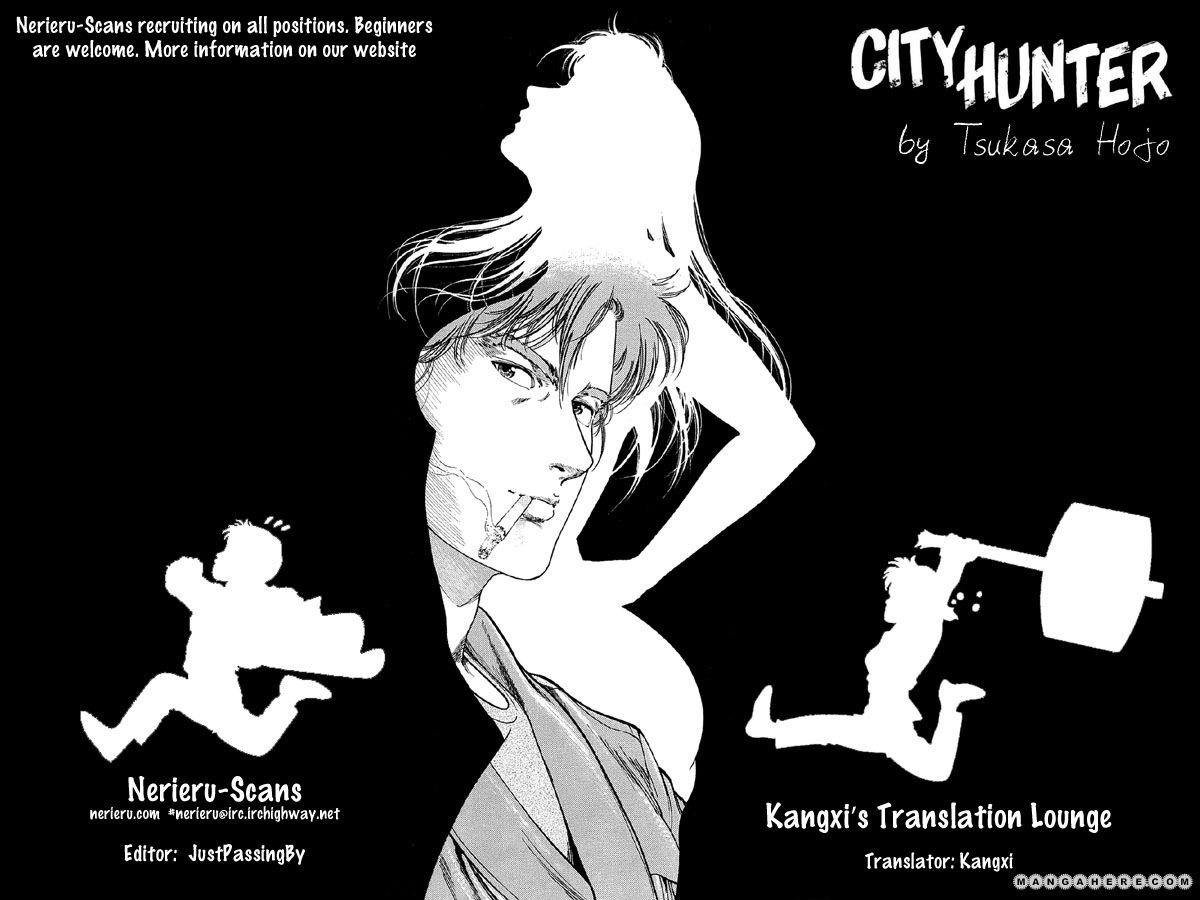 Nerieru-Scans recruiting on all positions. Beginners
are welcome. More information on our website
CITY HUNTER
by Tsukasa Hojo
Nerieru-Scans
nerieru.com #nerieru@irc.irchighway.net
Editor: JustPassingBy
Kangxi's Translation Lounge
Translator: Kangxi
MANGAHERE.COM